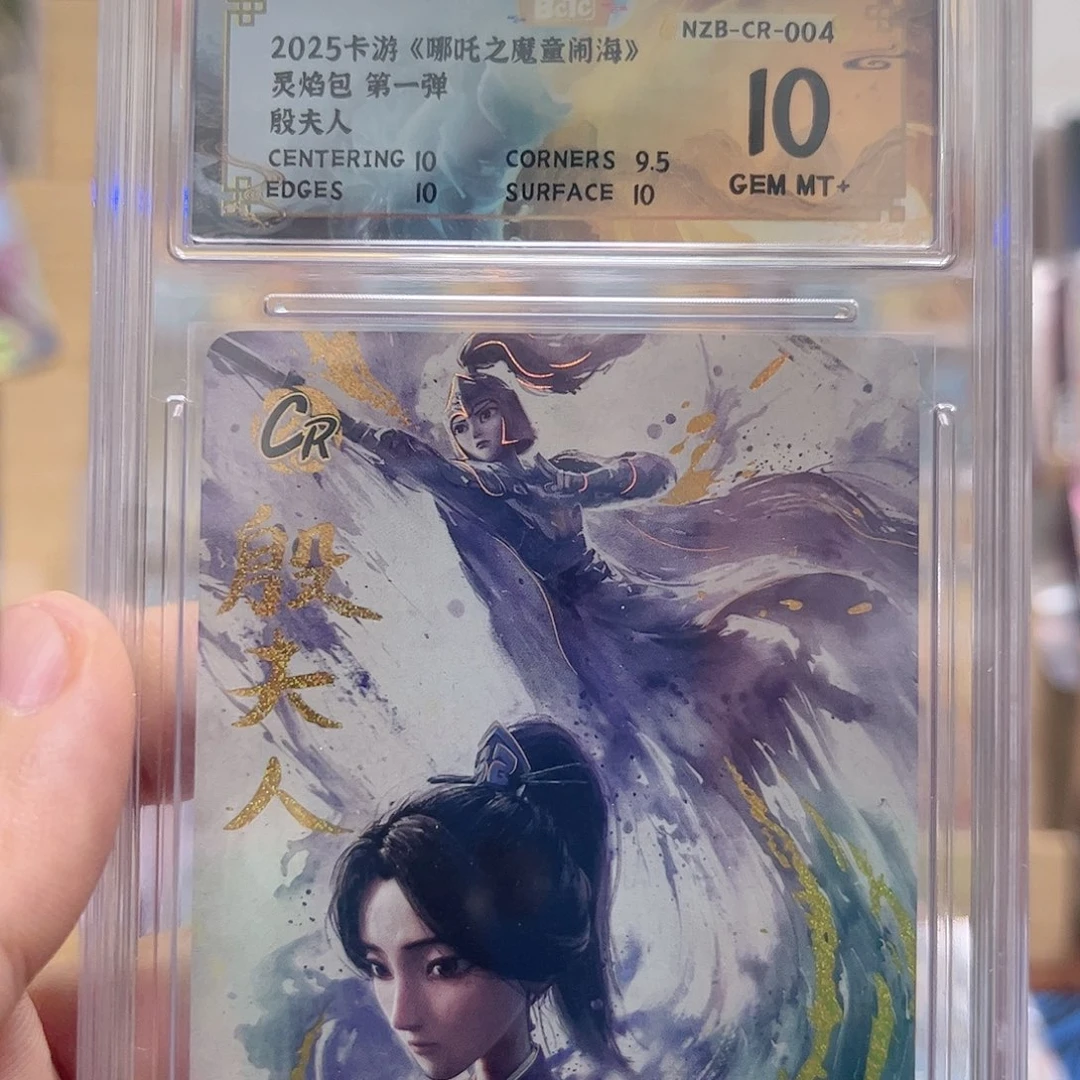 Bcic
NZB-CR-004
2025卡游《哪吒之魔童闹海》
灵焰包 第一弹
殷夫人
10
CENTERING 10 CORNERS 9.5
EDGES 10 SURFACE 10
GEM MT+
CR
殷夫人